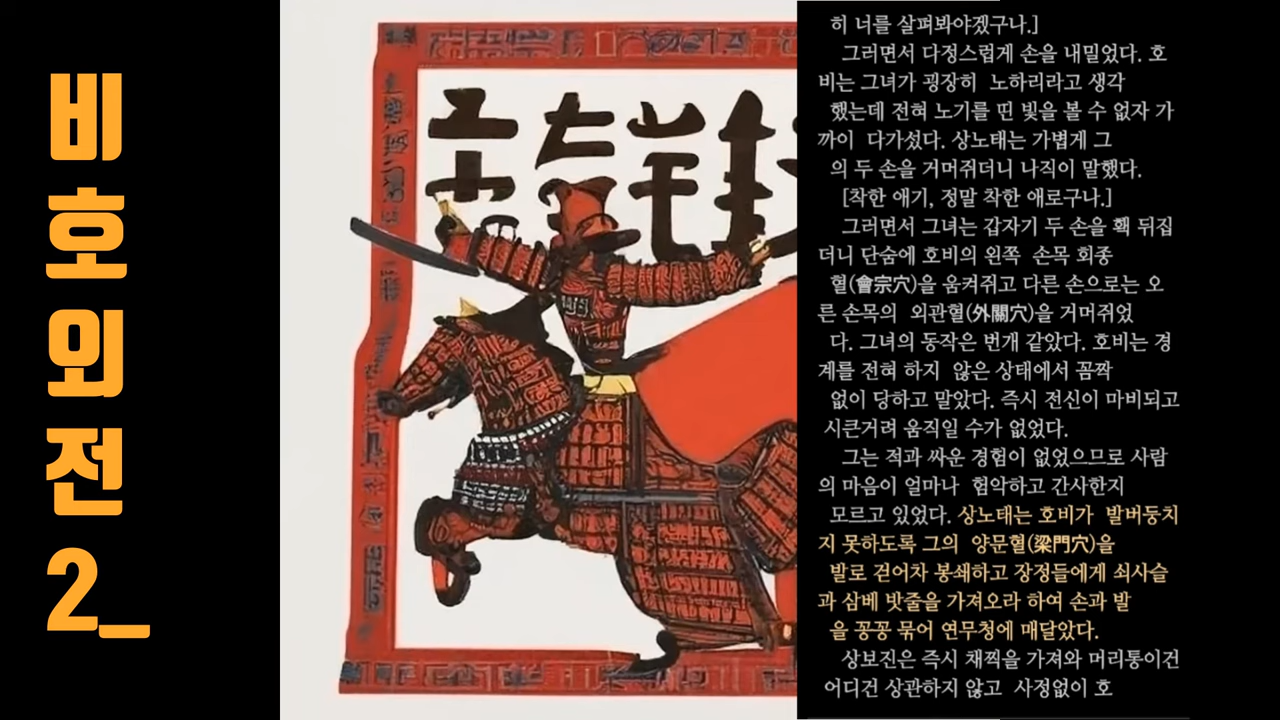 비호외전 2_
히 너를 살펴봐야겠구나.]
그러면서 다정스럽게 손을 내밀었다. 호
비는 그녀가 굉장히 노하리라고 생각
했는데 전혀 노기를 띤 빛을 볼 수 없자 가
까이 다가섰다. 상노태는 가볍게 그
의 두 손을 거머쥐더니 나직이 말했다.
[착한 애기, 정말 착한 애로구나.]
그러면서 그녀는 갑자기 두 손을 홱 뒤집
더니 단숨에 호비의 왼쪽 손목 회종
혈(會宗穴)을 움켜쥐고 다른 손으로는 오
른 손목의 외관혈(外關穴)을 거머쥐었
다. 그녀의 동작은 번개 같았다. 호비는 경
계를 전혀 하지 않은 상태에서 꼼짝
없이 당하고 말았다. 즉시 전신이 마비되고
시큰거려 움직일 수가 없었다.
그는 적과 싸운 경험이 없었으므로 사람
의 마음이 얼마나 험악하고 간사한지
모르고 있었다. 상노태는 호비가 발버둥치
지 못하도록 그의 양문혈(梁門穴)을
발로 걷어차 봉쇄하고 장정들에게 쇠사슬
과 삼베 밧줄을 가져오라 하여 손과 발
을 꽁꽁 묶어 연무청에 매달았다.
상보진은 즉시 채찍을 가져와 머리통이건
어디건 상관하지 않고 사정없이 호